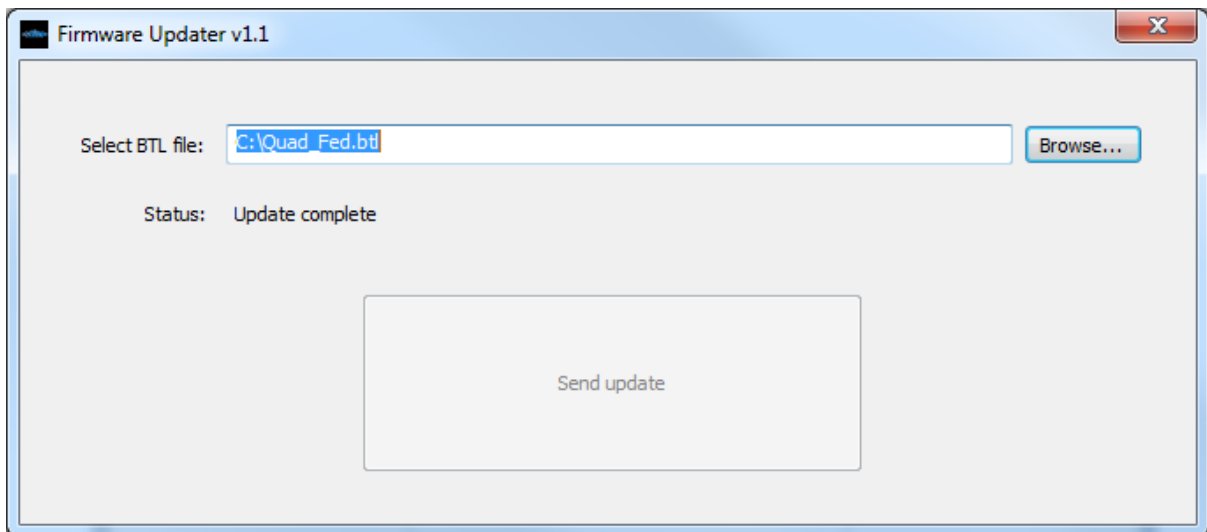 Firmware Updater v1.1
Select BTL file: C:\Quad_Fed.btl Browse...
Status: Update complete
Send update